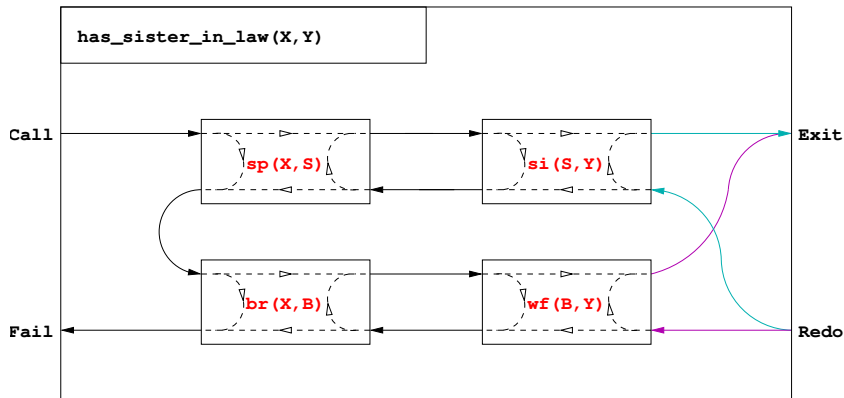 has_sister_in_law(X,Y)
Call
Exit
sp(X,S)
si(S,Y)
br(X,B)
wf(B,Y)
Fail
Redo